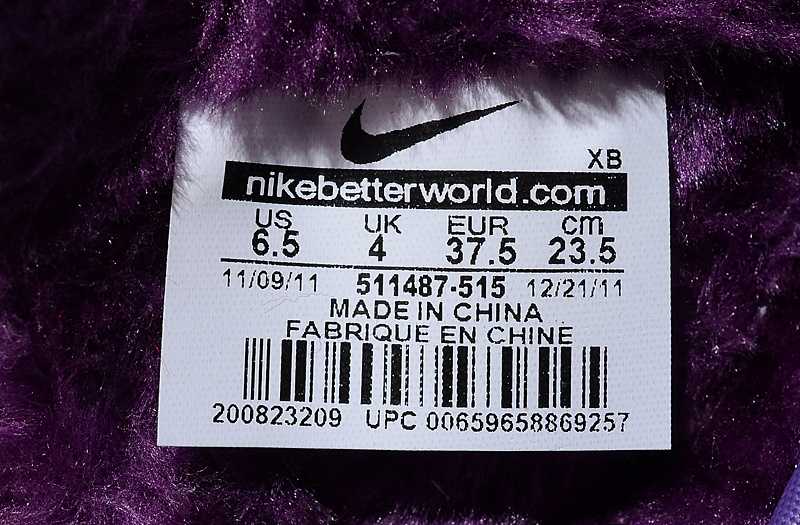 XB
nikebetterworld.com
US UK EUR cm
6.5 4 37.5 23.5
11/09/11 511487-515 12/21/11
MADE IN CHINA
FABRIQUE EN CHINE
200823209 UPC 00659658869257